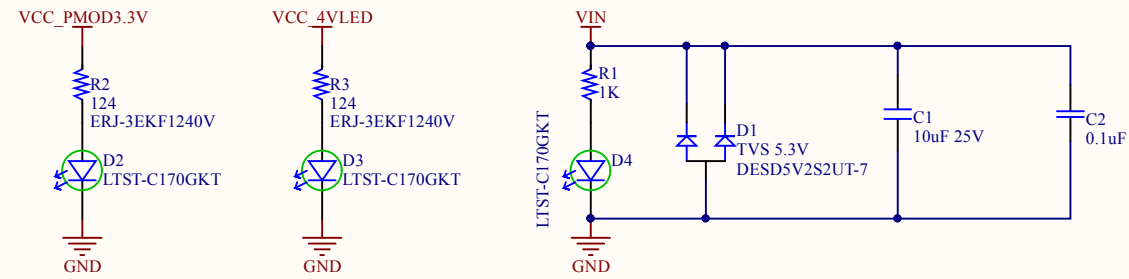 VCC_PMOD3.3V
R2
124
ERJ-3EKF1240V
D2
LTST-C170GKT
GND
VCC_4VLED
R3
124
ERJ-3EKF1240V
D3
LTST-C170GKT
GND
VIN
R1
1K
LTST-C170GKT
D4
GND
D1
TVS 5.3V
DESD5V2S2UT-7
C1
10uF 25V
C2
0.1uF